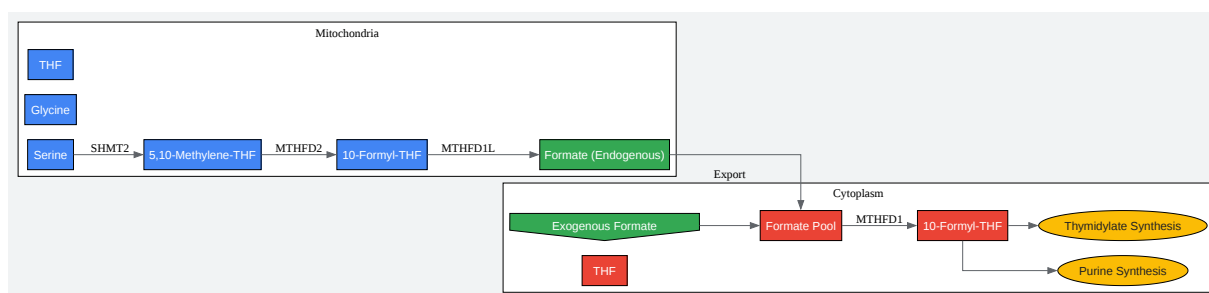 Mitochondria
THF
Glycine
Serine
SHMT2
5,10-Methylene-THF
MTHFD2
10-Formyl-THF
MTHFD1L
Formate (Endogenous)
Export
Cytoplasm
Exogenous Formate
Formate Pool
MTHFD1
10-Formyl-THF
Thymidylate Synthesis
THF
Purine Synthesis